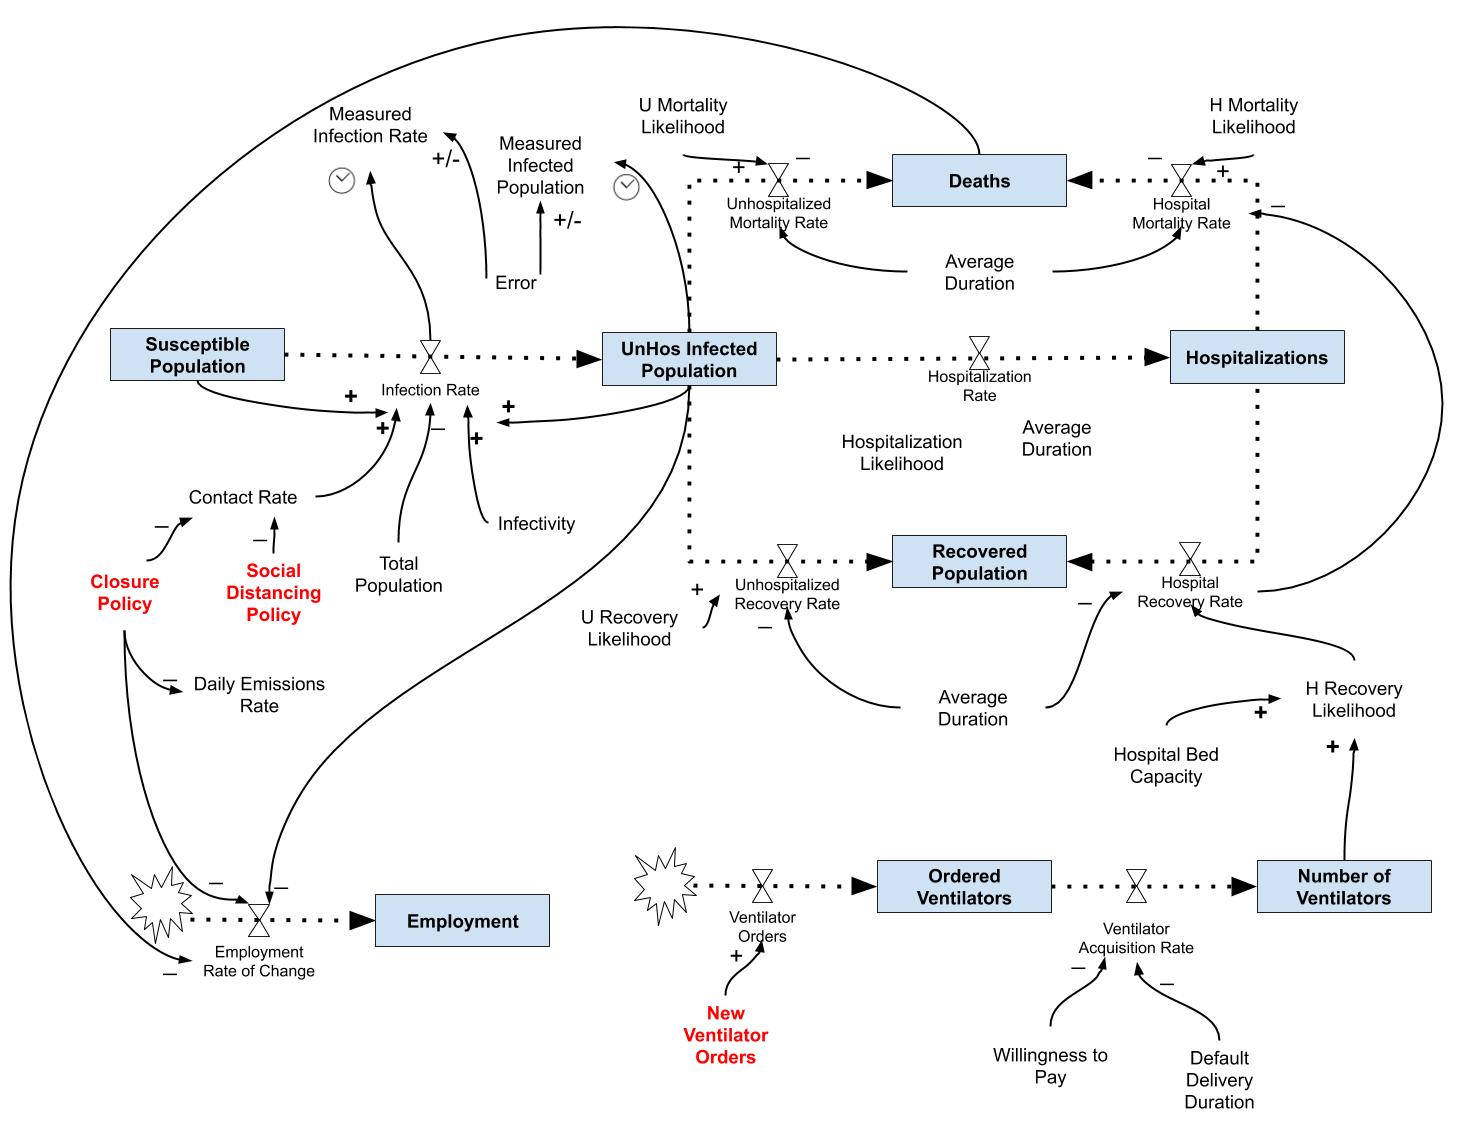 Measured
Infection Rate
+/-
Measured
Infected
Population
+/-
Error
U Mortality
Likelihood
+
–
Unhospitalized
Mortality Rate
Deaths
H Mortality
Likelihood
–
+
Hospital
Mortality Rate
–
Average
Duration
Susceptible
Population
Infection Rate
UnHos Infected
Population
Hospitalization
Rate
Hospitalizations
+
+
–
+
+
Hospitalization
Likelihood
Average
Duration
Contact Rate
–
–
Infectivity
Total
Population
Closure
Policy
Social
Distancing
Policy
Unhospitalized
Recovery Rate
Recovered
Population
Hospital
Recovery Rate
+
–
–
U Recovery
Likelihood
–
Daily Emissions
Rate
Average
Duration
H Recovery
Likelihood
+
Hospital Bed
Capacity
+
–
–
–
Employment
Rate of Change
Employment
Ventilator
Orders
+
New
Ventilator
Orders
Ordered
Ventilators
Ventilator
Acquisition Rate
Number of
Ventilators
–
–
Willingness to
Pay
Default
Delivery
Duration